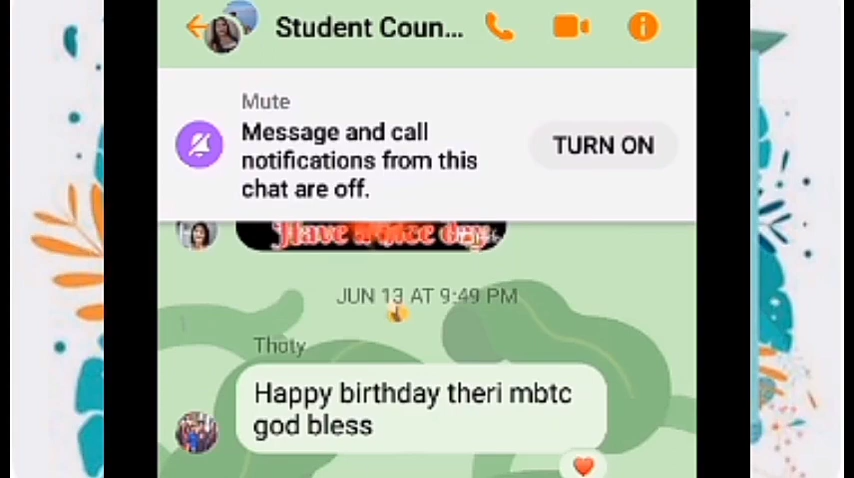 Student Coun...
Mute
Message and call
notifications from this
chat are off.
TURN ON
Have a nice day
JUN 13 AT 9:49 PM
Thoty
Happy birthday theri mbtc
god bless